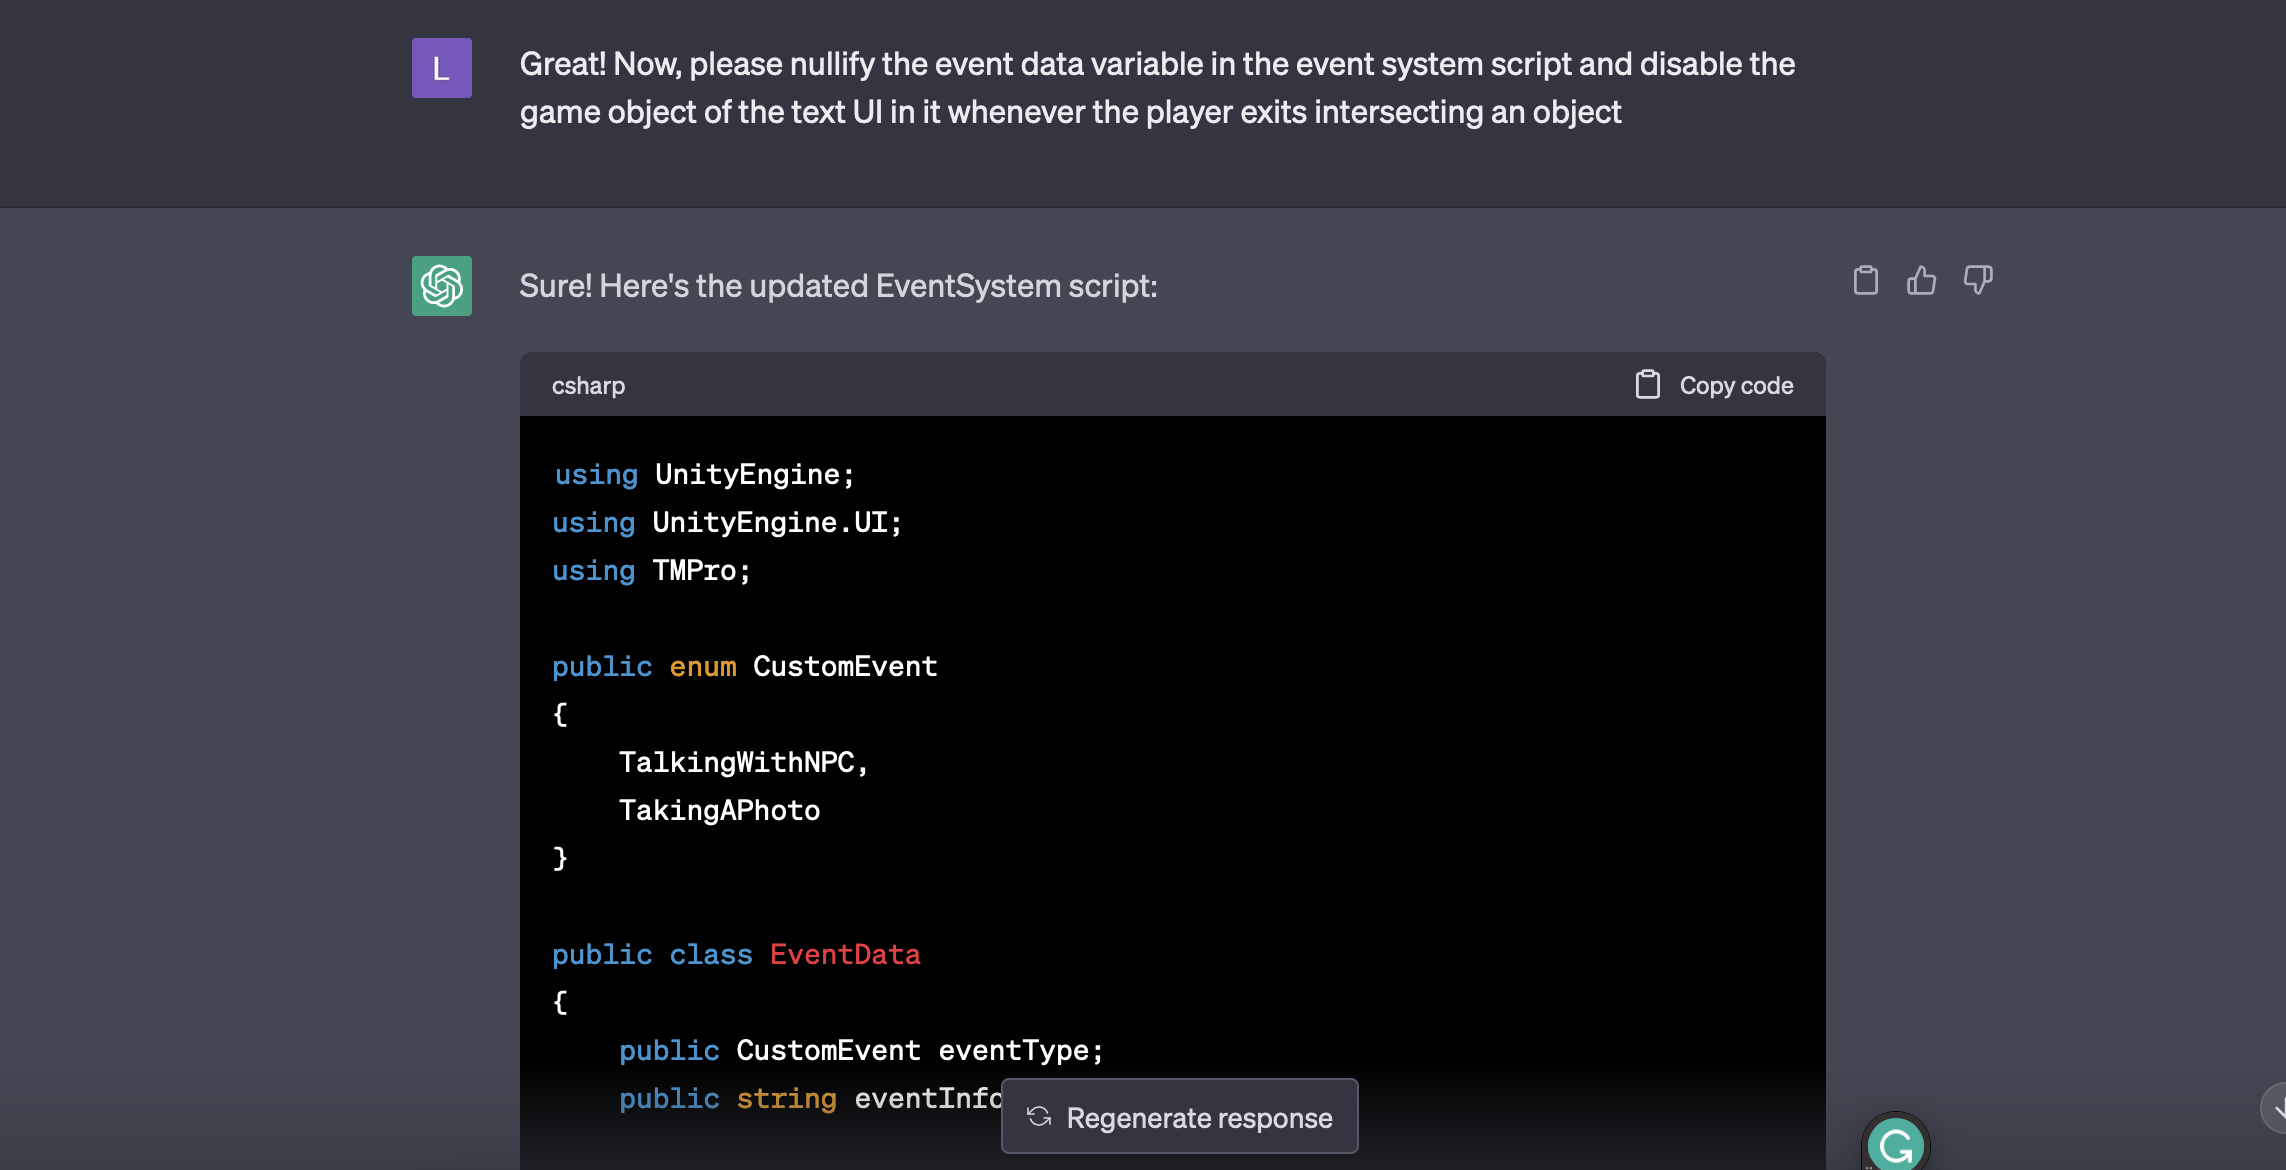 L
Great! Now, please nullify the event data variable in the event system script and disable the
game object of the text UI in it whenever the player exits intersecting an object
Sure! Here's the updated EventSystem script:
csharp
Copy code
using UnityEngine;
using UnityEngine.UI;
using TMPro;
public enum CustomEvent
{
    TalkingWithNPC,
    TakingAPhoto
}
public class EventData
{
    public CustomEvent eventType;
    public string eventInfo
Regenerate response